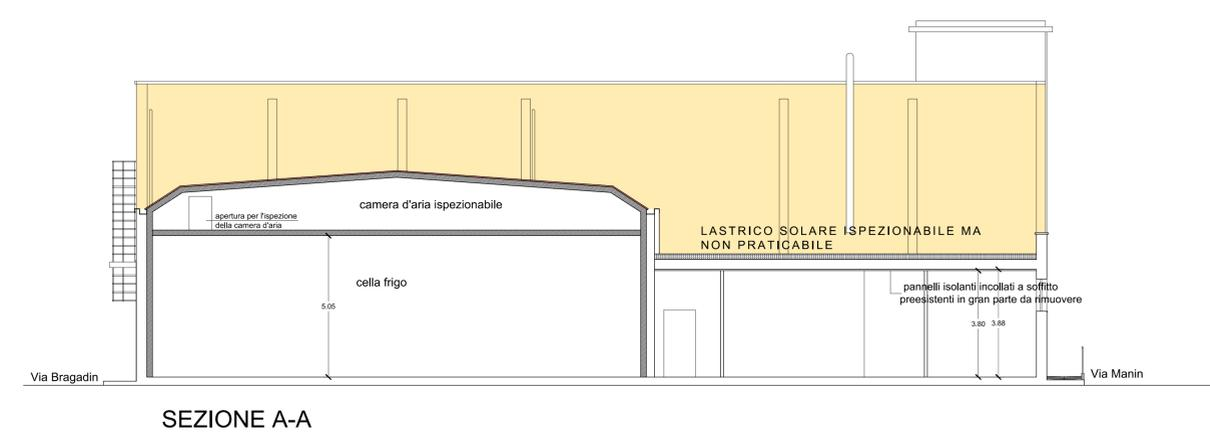 camera d'aria ispezionabile
apertura per l'ispezione
della camera d'aria
LASTRICO SOLARE ISPEZIONABILE MA
NON PRATICABILE
cella frigo
pannelli isolanti incollati a soffitto
preesistenti in gran parte da rimuovere
5.05
3.80 3.88
Via Bragadin
Via Manin
SEZIONE A-A